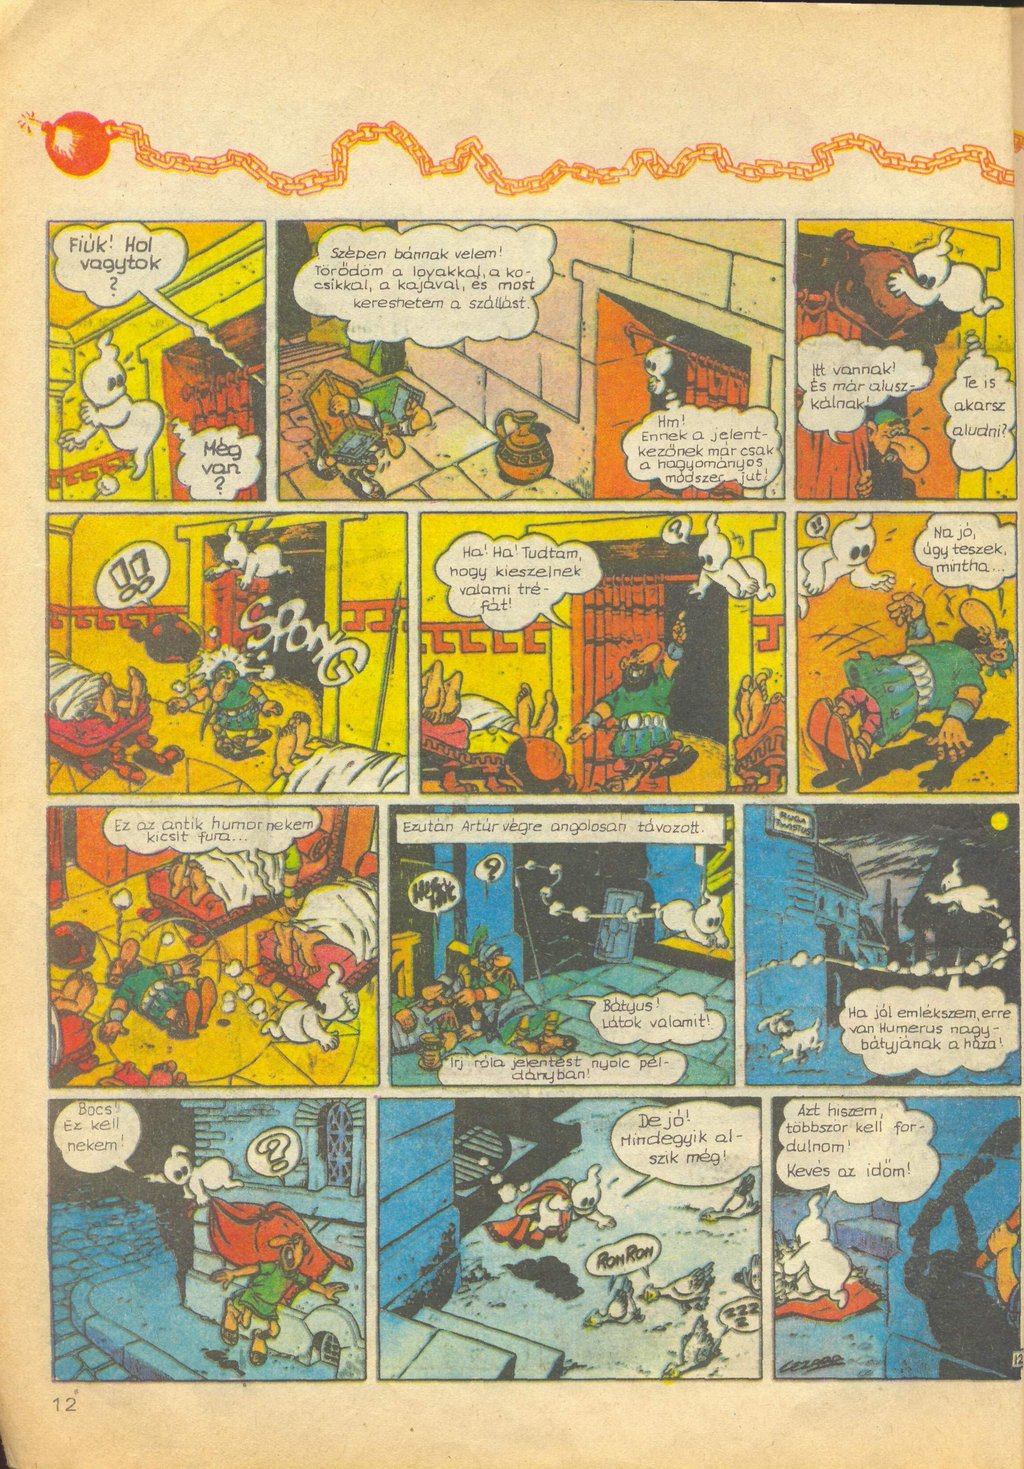 Fiúk! Hol
vagytok
?
Még
van
?
Szépen bánnak velem!
Törődöm a lovakkal, a ko-
csikkal, a kajával, és most
kereshetem a szállást.
Hm!
Ennek a jelent-
kezőnek már csak
a hagyományos
módszer jut!
Itt vannak!
És már alusz-
kálnak!
Te is
akarsz
aludni?
!!
SPONG
Ha! Ha! Tudtam,
hogy kieszelnek
valami tré-
fát!
?
!!
Na jó,
úgy teszek,
mintha...
Ez az antik humor nekem
kicsit fura...
Ezután Artúr végre angolosan távozott.
?
Bátyus!
Látok valamit!
Írj róla jelentést nyolc pél-
dányban!
RUGA
TWISTUS
Ha jól emlékszem, erre
van Humerus nagy-
bátyjának a háza!
Bocs!
Ez kell
nekem!
?
De jó!
Mindegyik al-
szik még!
RON RON
ZZZ
Z
Azt hiszem,
többször kell for-
dulnom!
Kevés az időm!
CEZARD
12
12